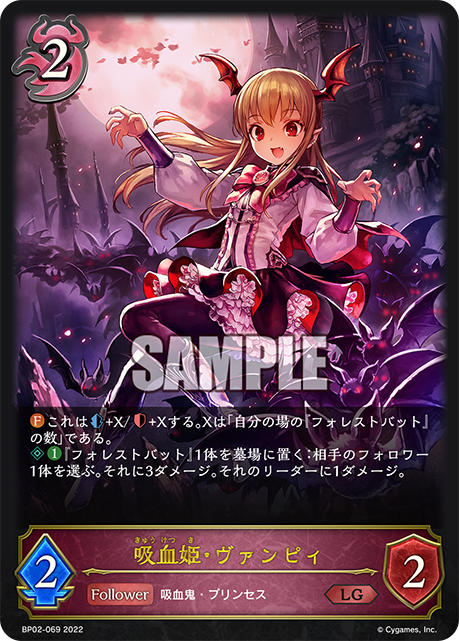 2
SAMPLE
Fこれは+X/+Xする。Xは「自分の場の『フォレストバット』
の数」である。
1『フォレストバット』1体を墓場に置く:相手のフォロワー
1体を選ぶ。それに3ダメージ。それのリーダーに1ダメージ。
きゅうけつき
吸血姫・ヴァンピィ
2
Follower 吸血鬼・プリンセス LG
2
BP02-069 2022 © Cygames, Inc.